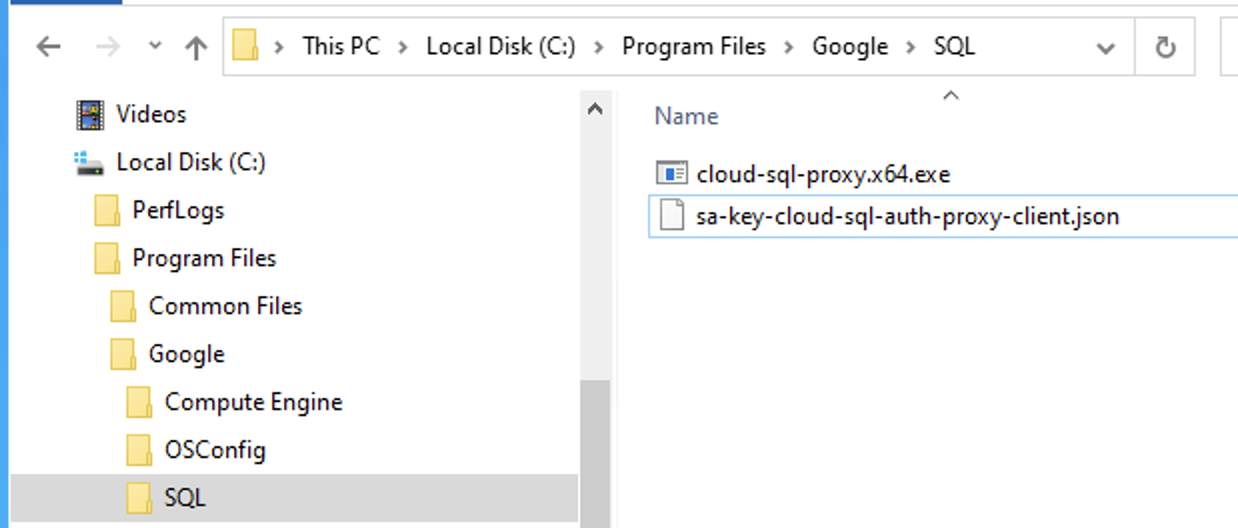 This PC > Local Disk (C:) > Program Files > Google > SQL
Videos
Local Disk (C:)
PerfLogs
Program Files
Common Files
Google
Compute Engine
OSConfig
SQL
Name
cloud-sql-proxy.x64.exe
sa-key-cloud-sql-auth-proxy-client.json